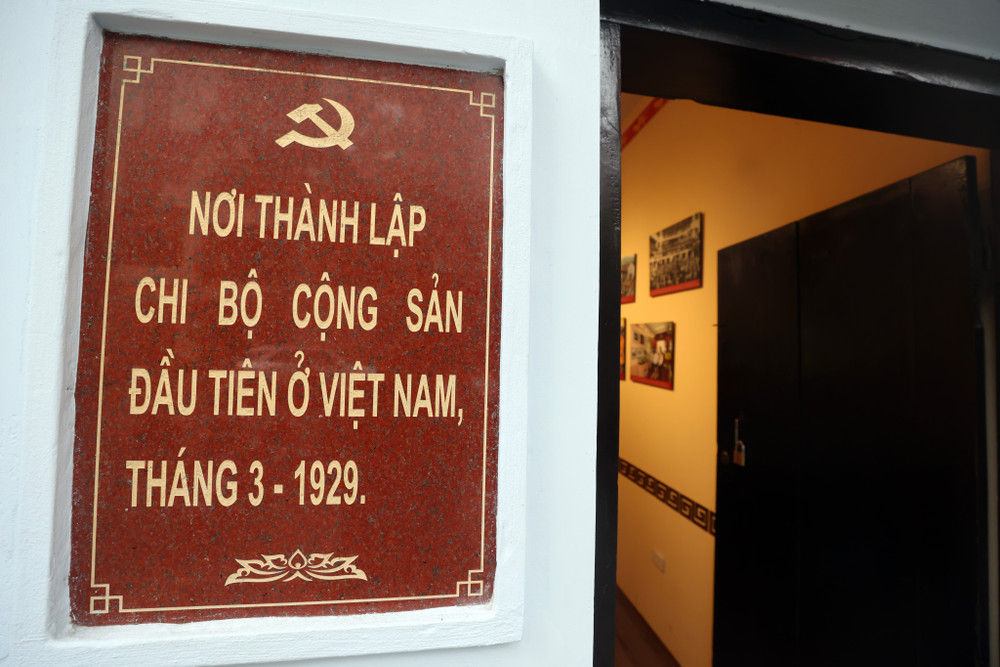 NƠI THÀNH LẬP
CHI BỘ CỘNG SẢN
ĐẦU TIÊN Ở VIỆT NAM,
THÁNG 3 - 1929.